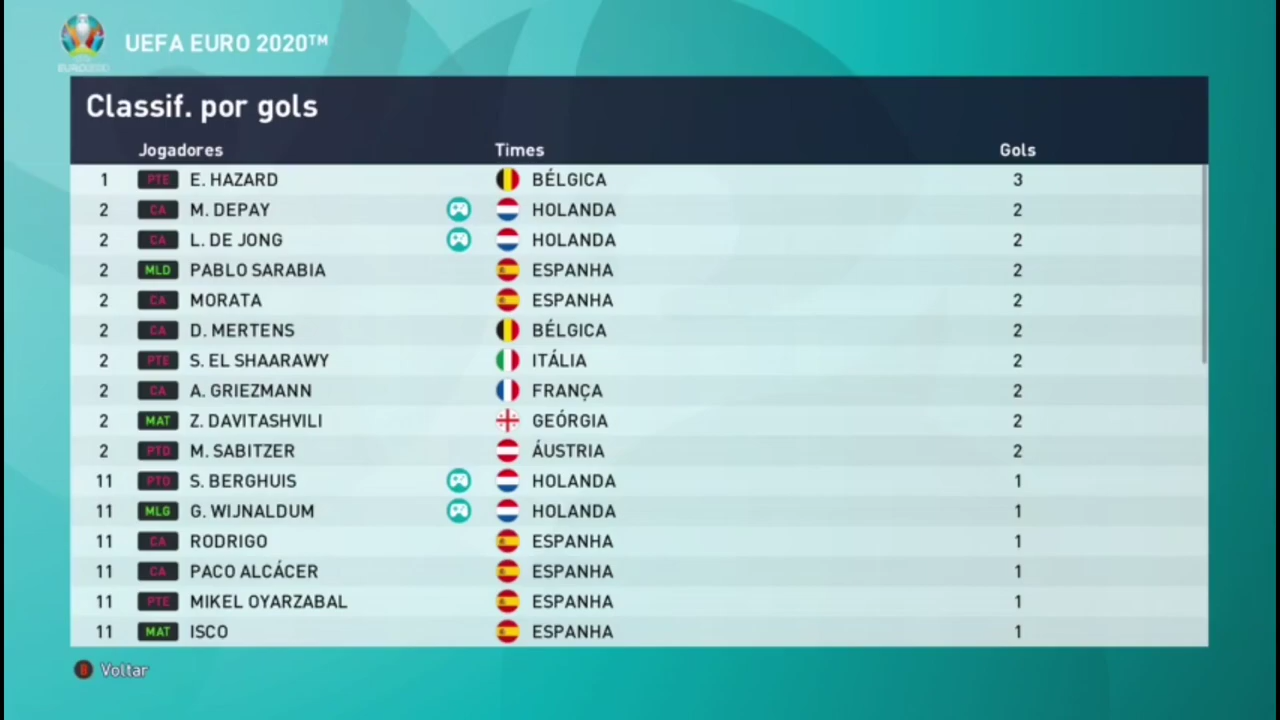 UEFA EURO 2020™
EURO2020
Classif. por gols
Jogadores Times Gols
1 PTE E. HAZARD BÉLGICA 3
2 CA M. DEPAY HOLANDA 2
2 CA L. DE JONG HOLANDA 2
2 MLD PABLO SARABIA ESPANHA 2
2 CA MORATA ESPANHA 2
2 CA D. MERTENS BÉLGICA 2
2 PTE S. EL SHAARAWY ITÁLIA 2
2 CA A. GRIEZMANN FRANÇA 2
2 MAT Z. DAVITASHVILI GEÓRGIA 2
2 PTD M. SABITZER ÁUSTRIA 2
11 PTD S. BERGHUIS HOLANDA 1
11 MLG G. WIJNALDUM HOLANDA 1
11 CA RODRIGO ESPANHA 1
11 CA PACO ALCÁCER ESPANHA 1
11 PTE MIKEL OYARZABAL ESPANHA 1
11 MAT ISCO ESPANHA 1
B Voltar